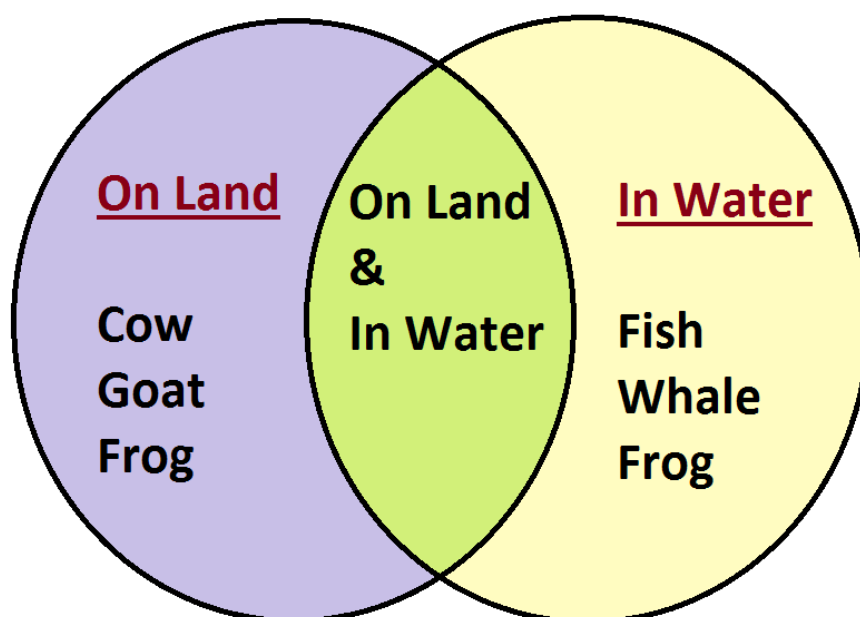 On Land
Cow
Goat
Frog
On Land
&
In Water
In Water
Fish
Whale
Frog